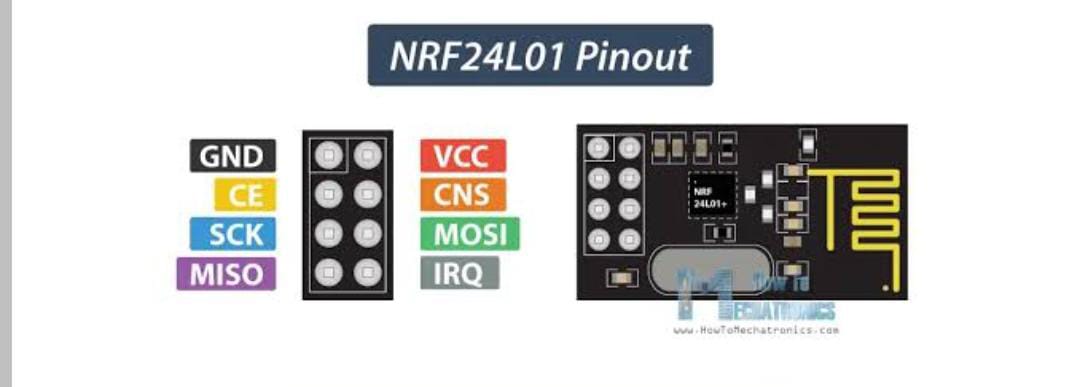 NRF24L01 Pinout
GND
VCC
CE
CNS
SCK
MOSI
MISO
IRQ
NRF
24L01+
How To
MECHATRONICS
www.HowToMechatronics.com